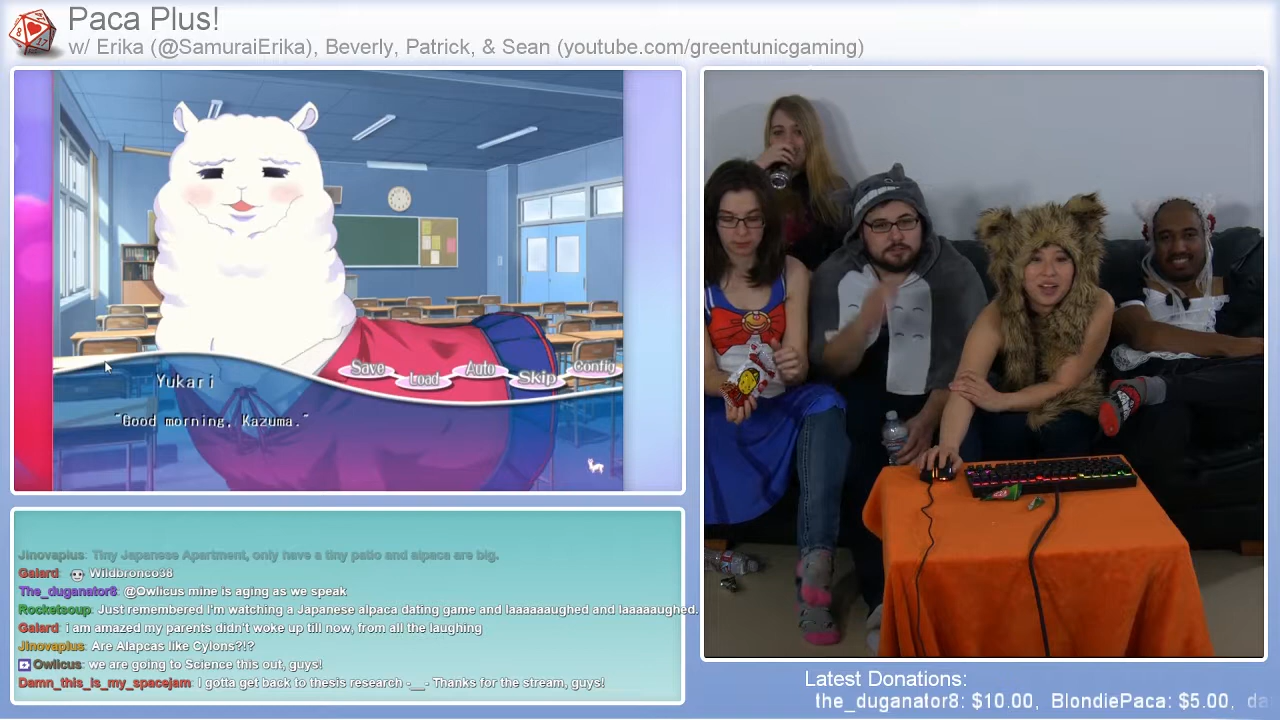 Paca Plus!
w/ Erika (@SamuraiErika), Beverly, Patrick, & Sean (youtube.com/greentunicgaming)
Save
Load
Auto
Skip
Config
Yukari
"Good morning, Kazuma."
Jinovapius: Tiny Japanese Apartment, only have a tiny patio and alpaca are big.
Galard: Wildbronco38
The_duganator8: @Owlicus mine is aging as we speak
Rocketsoup: Just remembered I'm watching a Japanese alpaca dating game and laaaaaaughed and laaaaaughed.
Galard: i am amazed my parents didn't woke up till now, from all the laughing
Jinovapius: Are Alapcas like Cylons?!?
Owlicus: we are going to Science this out, guys!
Damn_this_is_my_spacejam: I gotta get back to thesis research -__- Thanks for the stream, guys!
Latest Donations:
the_duganator8: $10.00, BlondiePaca: $5.00, da